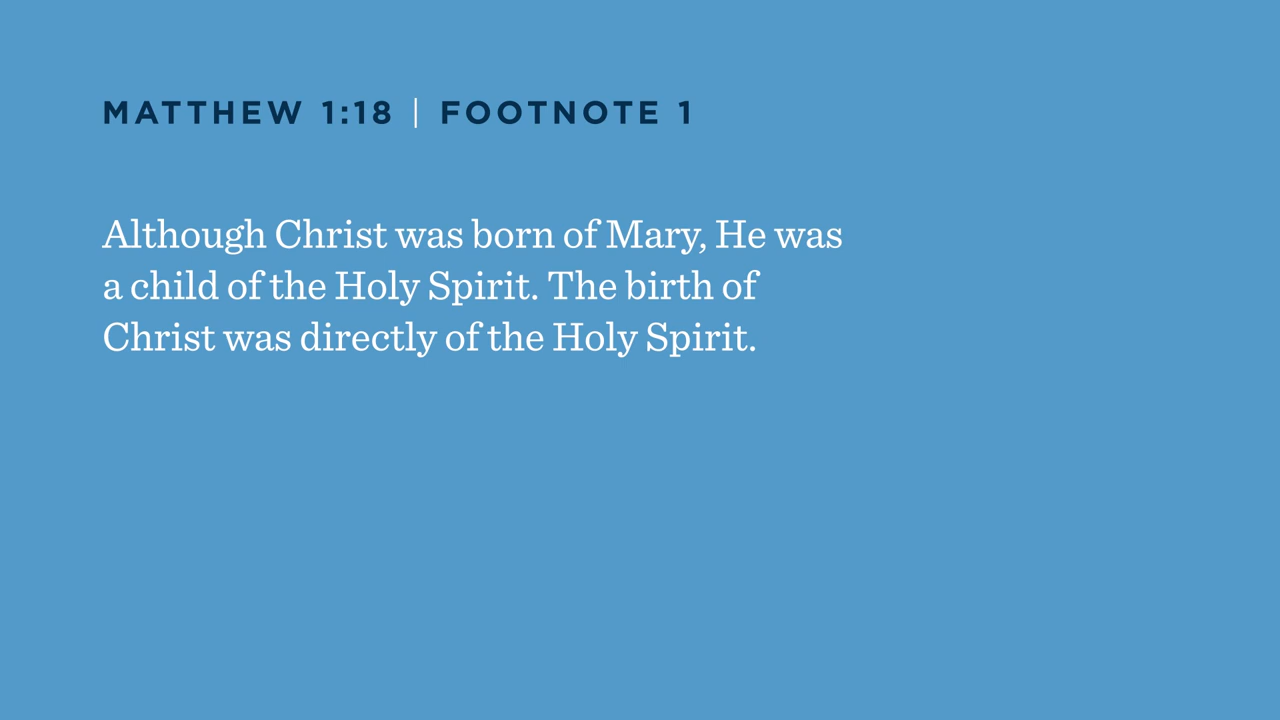 MATTHEW 1:18 | FOOTNOTE 1
Although Christ was born of Mary, He was
a child of the Holy Spirit. The birth of
Christ was directly of the Holy Spirit.